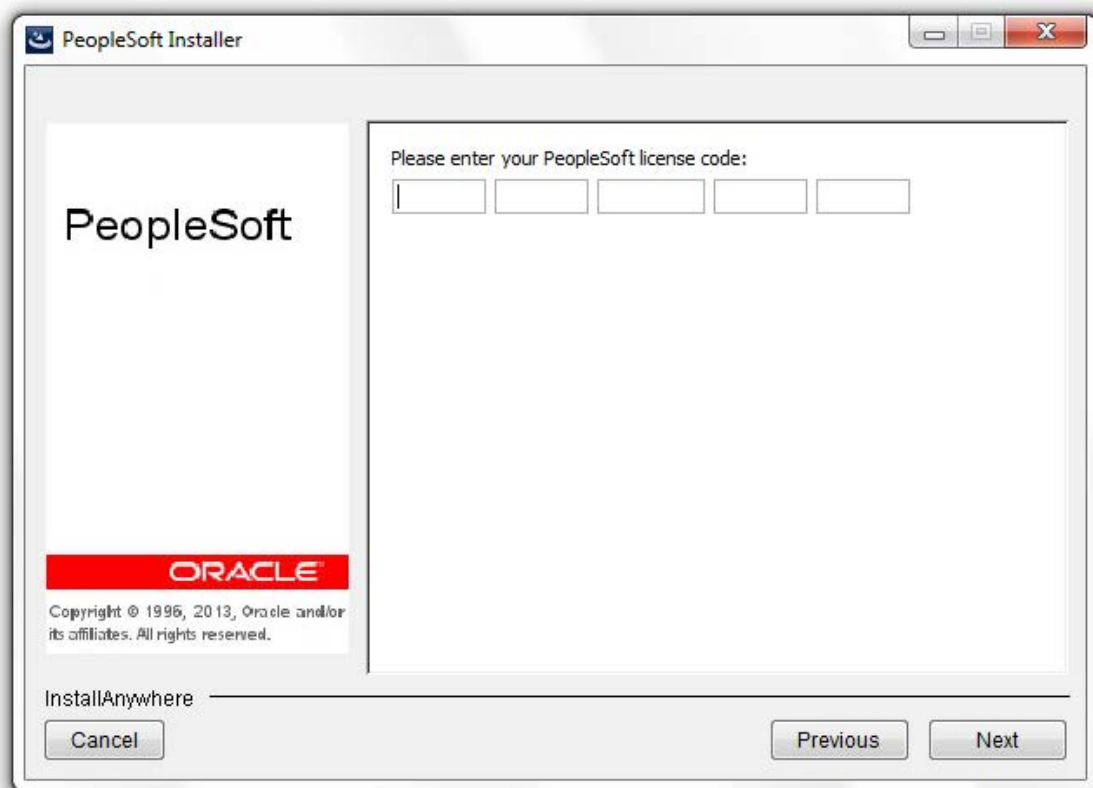 PeopleSoft Installer
Please enter your PeopleSoft license code:
PeopleSoft
ORACLE
Copyright © 1996, 2013, Oracle and/or
its affiliates. All rights reserved.
InstallAnywhere
Cancel
Previous
Next